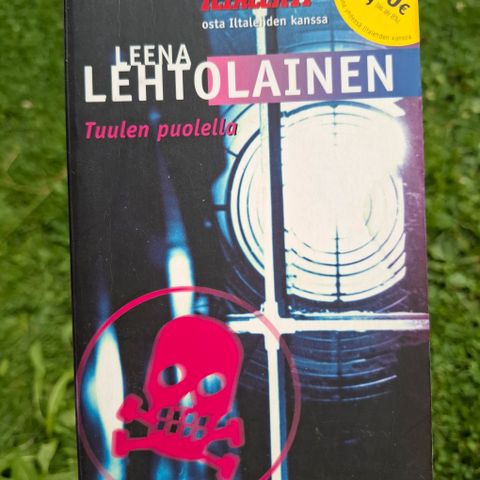 osta Iltalehden kanssa
LEENA
LEHTOLAINEN
Tuulen puolella